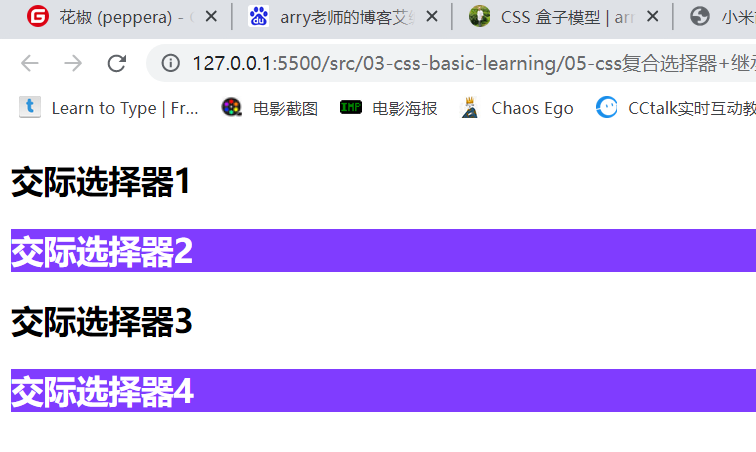 花椒 (peppera) -
arry老师的博客艾
CSS 盒子模型 | arr
小米
127.0.0.1:5500/src/03-css-basic-learning/05-css复合选择器+继承
Learn to Type | Fr...
电影截图
IMP
电影海报
Chaos Ego
CCtalk实时互动教
交际选择器1
交际选择器2
交际选择器3
交际选择器4